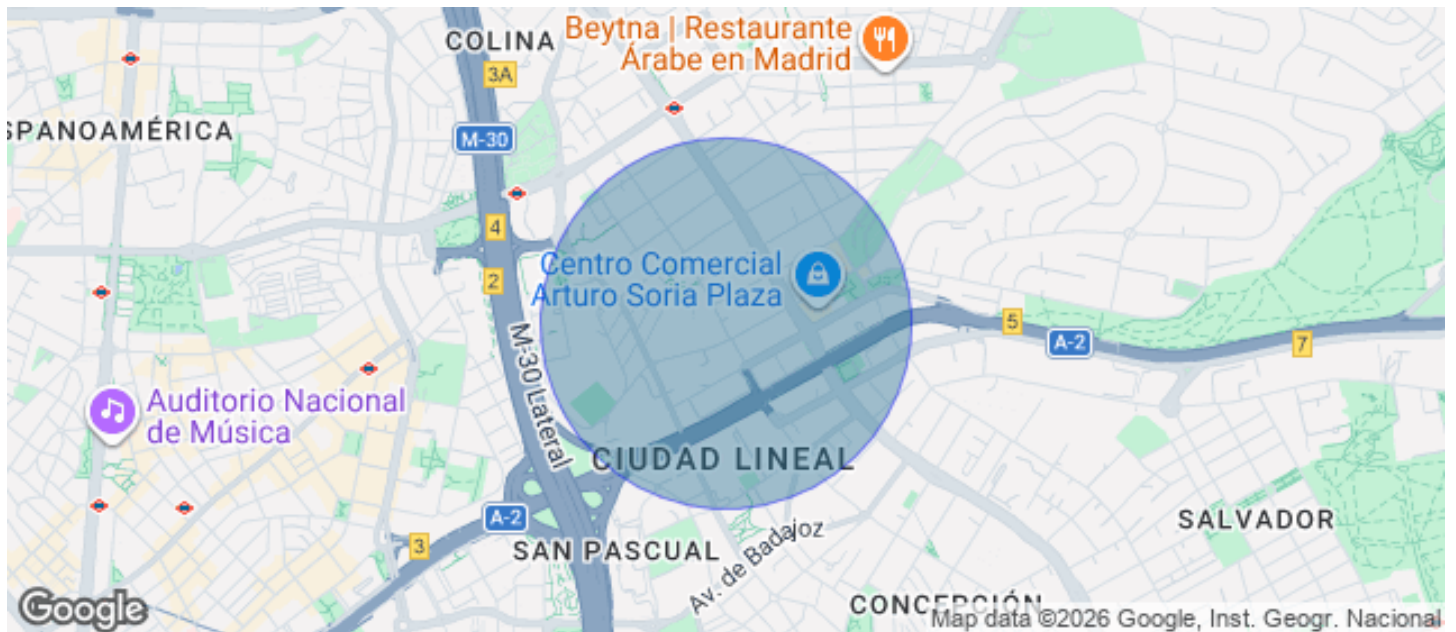 COLINA
Beytna | Restaurante
Árabe en Madrid
3A
SPANOAMÉRICA
M-30
4
2
Centro Comercial
Arturo Soria Plaza
5
A-2
7
M-30 Lateral
Auditorio Nacional
de Música
CIUDAD LINEAL
A-2
3
SAN PASCUAL
Av. de Badajoz
SALVADOR
CONCEPCIÓN
Google
Map data ©2026 Google, Inst. Geogr. Nacional